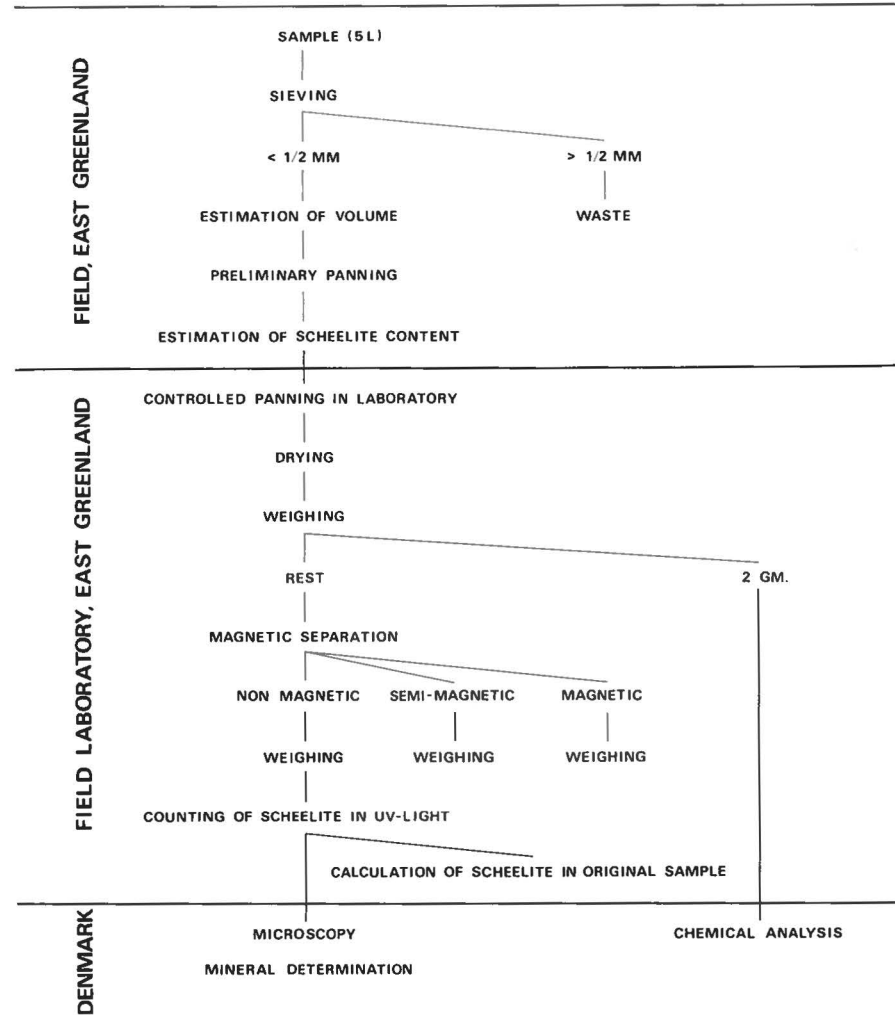 FIELD, EAST GREENLAND
SAMPLE (5L)
SIEVING
< 1/2 MM
> 1/2 MM
ESTIMATION OF VOLUME
WASTE
PRELIMINARY PANNING
ESTIMATION OF SCHEELITE CONTENT
FIELD LABORATORY, EAST GREENLAND
CONTROLLED PANNING IN LABORATORY
DRYING
WEIGHING
REST
2 GM.
MAGNETIC SEPARATION
NON MAGNETIC
SEMI-MAGNETIC
MAGNETIC
WEIGHING
WEIGHING
WEIGHING
COUNTING OF SCHEELITE IN UV-LIGHT
CALCULATION OF SCHEELITE IN ORIGINAL SAMPLE
DENMARK
MICROSCOPY
CHEMICAL ANALYSIS
MINERAL DETERMINATION